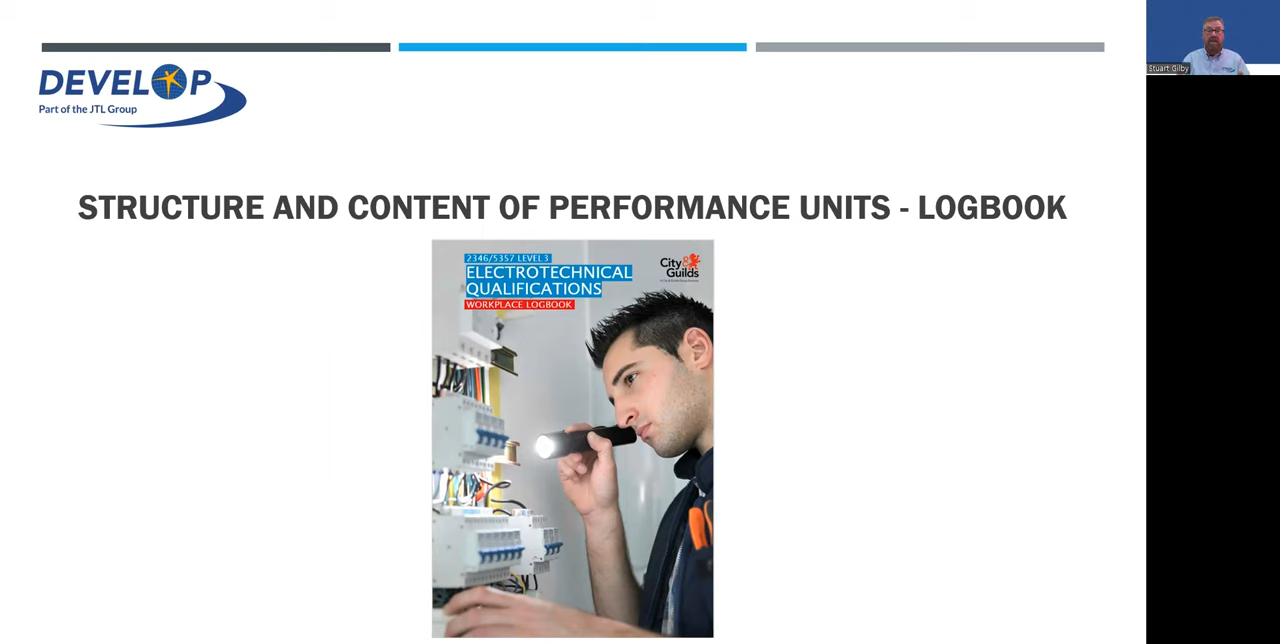 DEVELOP
Part of the JTL Group
Stuart Gilby
STRUCTURE AND CONTENT OF PERFORMANCE UNITS - LOGBOOK
2346/5357 LEVEL 3
ELECTROTECHNICAL
QUALIFICATIONS
WORKPLACE LOGBOOK
City&
Guilds